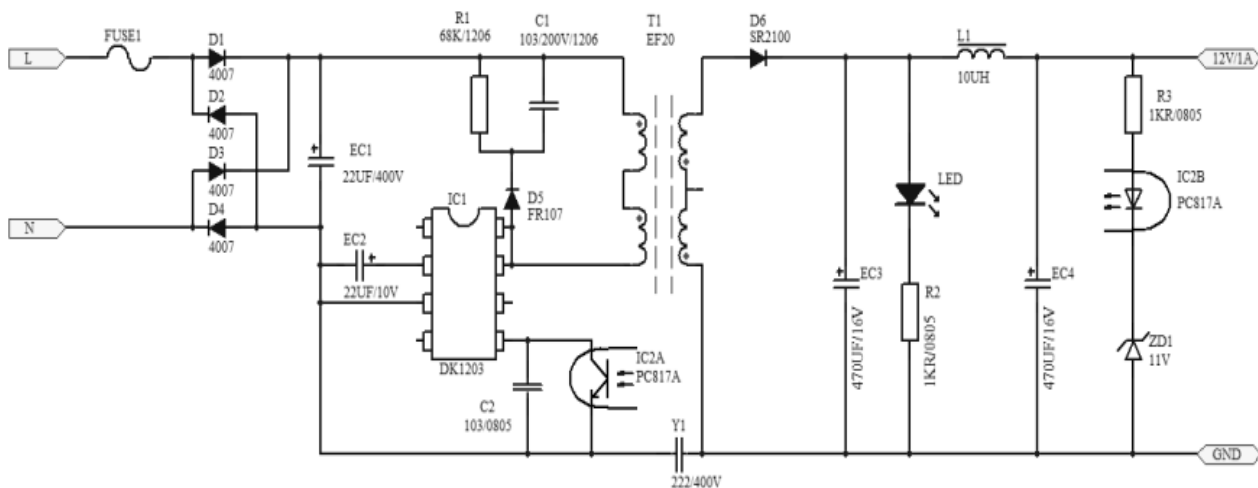 L
FUSE1
D1
4007
D2
4007
D3
4007
D4
4007
N
EC1
22UF/400V
EC2
22UF/10V
R1
68K/1206
C1
103/200V/1206
D5
FR107
IC1
DK1203
C2
103/0805
IC2A
PC817A
Y1
222/400V
T1
EF20
D6
SR2100
EC3
470UF/16V
LED
R2
1KR/0805
L1
10UH
EC4
470UF/16V
12V/1A
R3
1KR/0805
IC2B
PC817A
ZD1
11V
GND